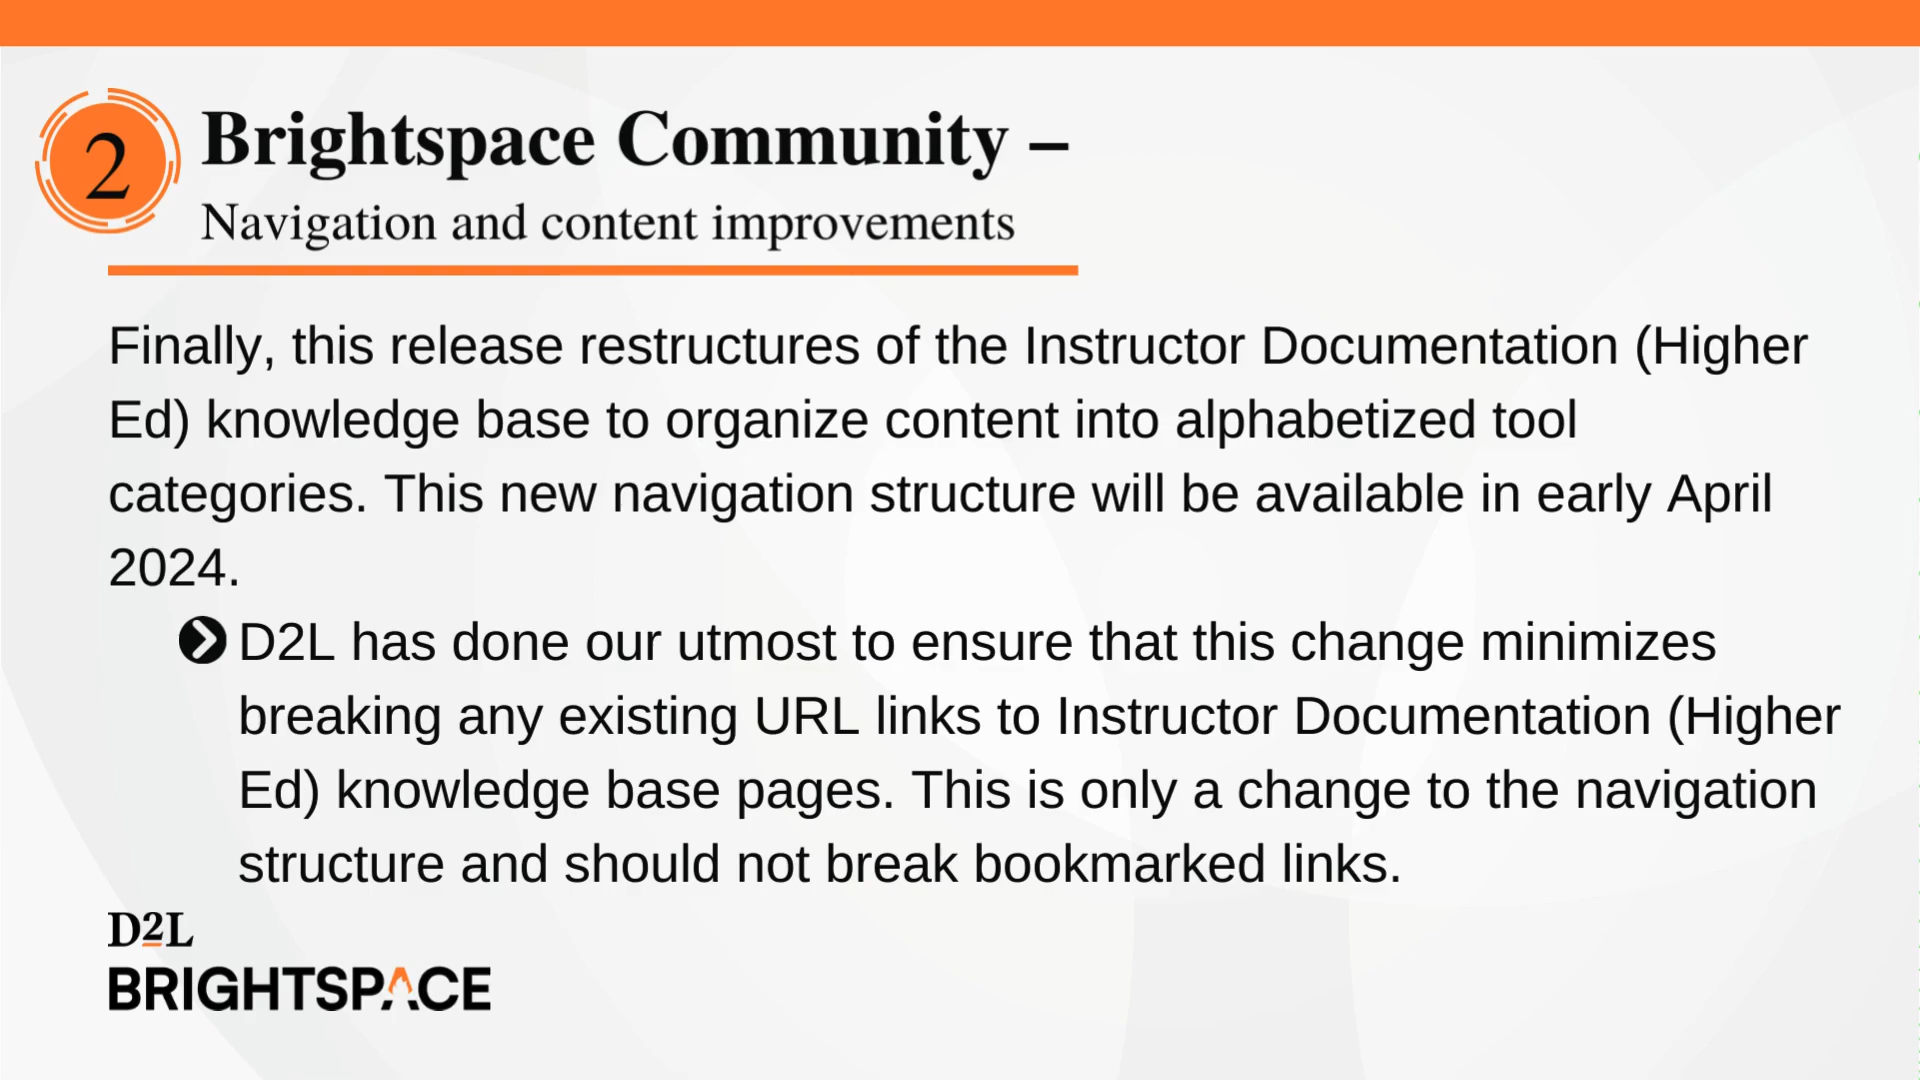 2
Brightspace Community –
Navigation and content improvements
Finally, this release restructures of the Instructor Documentation (Higher
Ed) knowledge base to organize content into alphabetized tool
categories. This new navigation structure will be available in early April
2024.
D2L has done our utmost to ensure that this change minimizes
breaking any existing URL links to Instructor Documentation (Higher
Ed) knowledge base pages. This is only a change to the navigation
structure and should not break bookmarked links.
D2L
BRIGHTSPACE